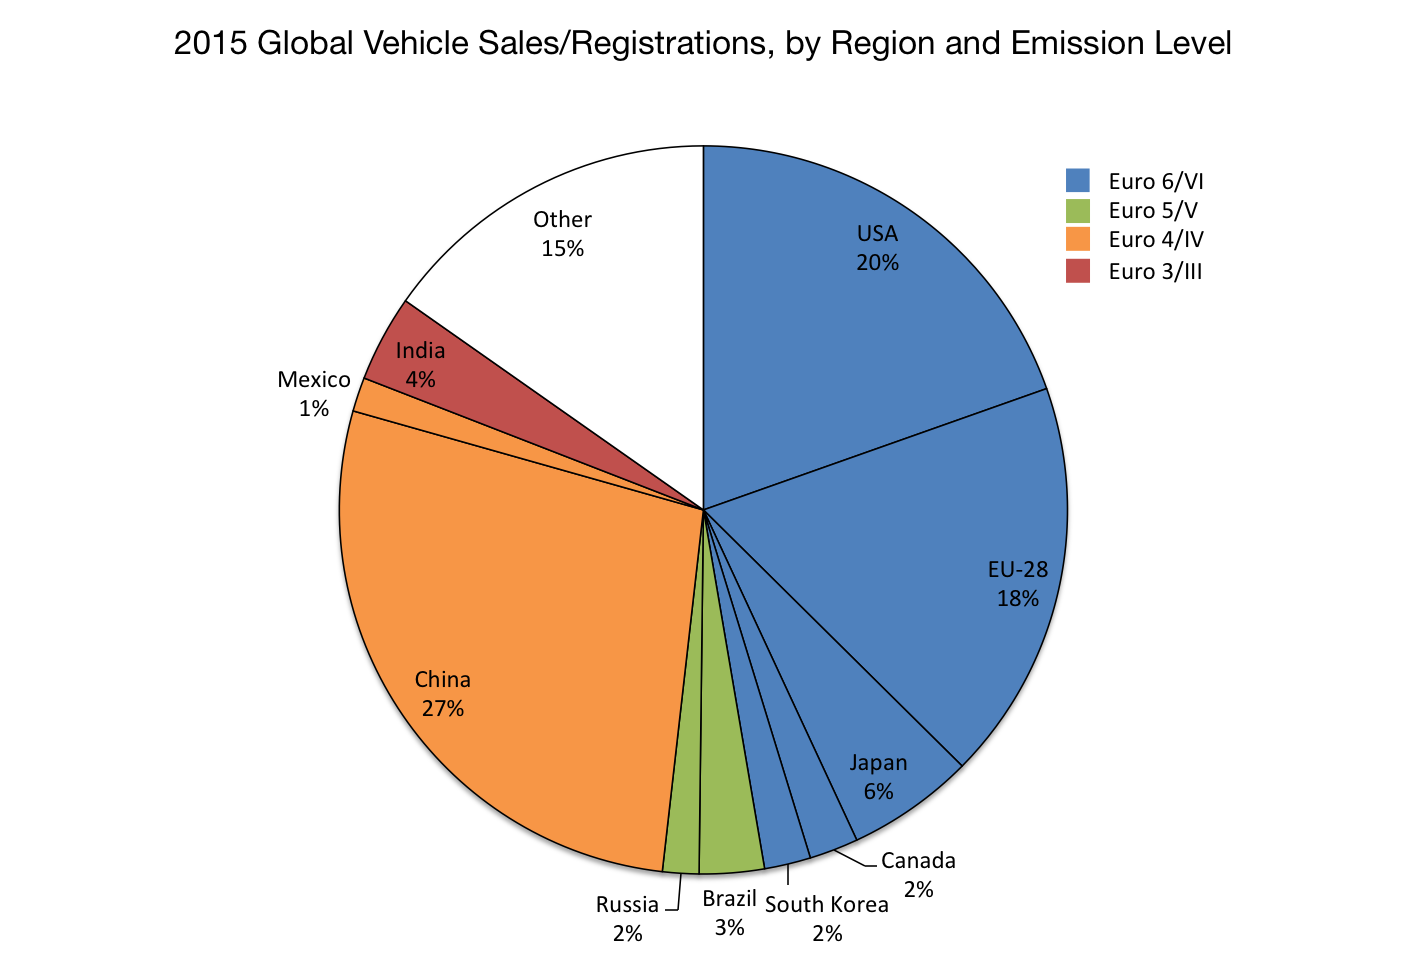 2015 Global Vehicle Sales/Registrations, by Region and Emission Level
Euro 6/VI
Euro 5/V
Euro 4/IV
Euro 3/III
USA
20%
EU-28
18%
Japan
6%
Canada
2%
South Korea
2%
Brazil
3%
Russia
2%
China
27%
Mexico
1%
India
4%
Other
15%